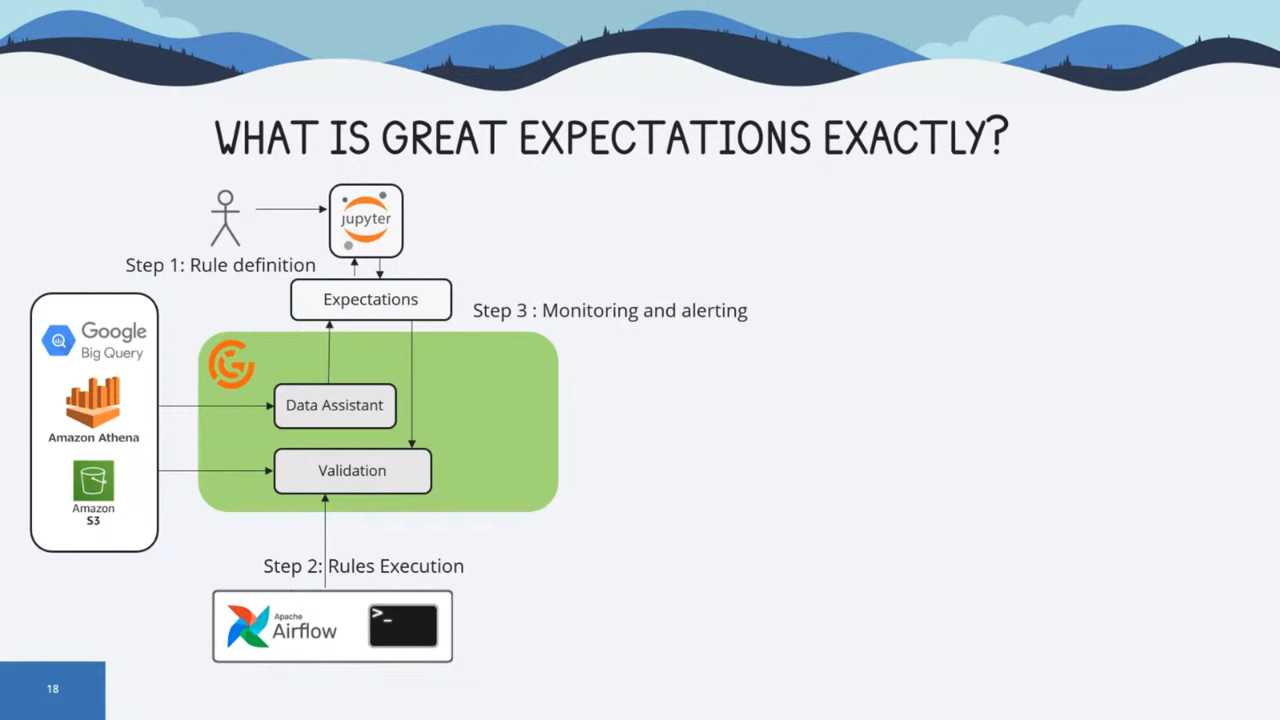 WHAT IS GREAT EXPECTATIONS EXACTLY?
jupyter
Step 1: Rule definition
Expectations
Step 3 : Monitoring and alerting
Google
Big Query
Data Assistant
Amazon Athena
Validation
Amazon
S3
Step 2: Rules Execution
Apache
Airflow
>_
18